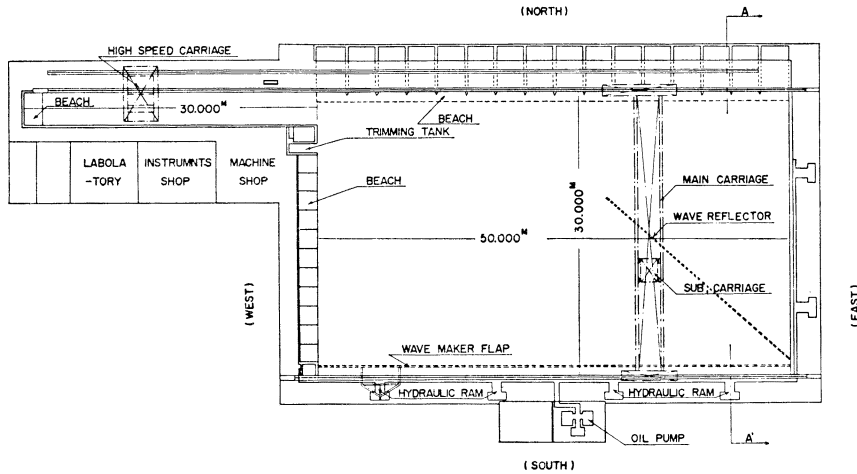 (NORTH)
A
HIGH SPEED CARRIAGE
BEACH
30.000M
BEACH
TRIMMING TANK
LABOLA
-TORY
INSTRUMNTS
SHOP
MACHINE
SHOP
BEACH
MAIN CARRIAGE
30.000M
WAVE REFLECTOR
50.000M
SUB-CARRIAGE
(WEST)
(EAST)
WAVE MAKER FLAP
HYDRAULIC RAM
HYDRAULIC RAM
OIL PUMP
A'
(SOUTH)